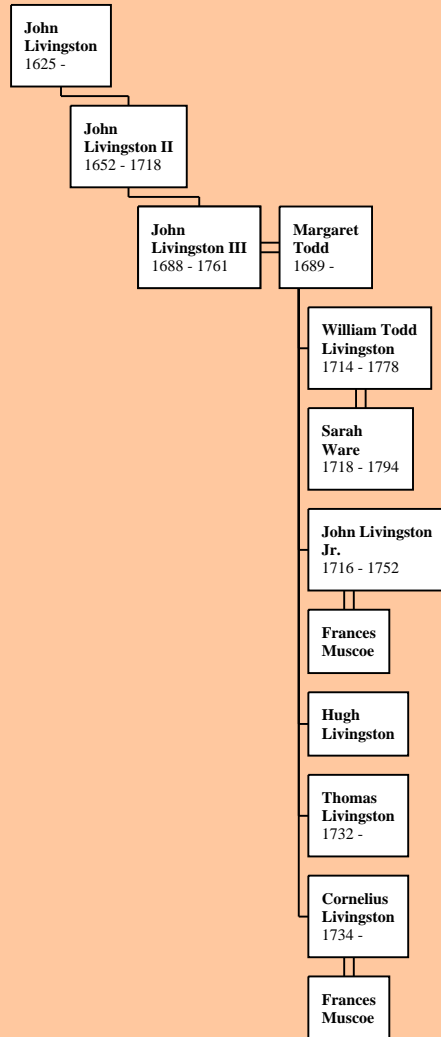 John
Livingston
1625 -
John
Livingston II
1652 - 1718
John
Livingston III
1688 - 1761
Margaret
Todd
1689 -
William Todd
Livingston
1714 - 1778
Sarah
Ware
1718 - 1794
John Livingston
Jr.
1716 - 1752
Frances
Muscoe
Hugh
Livingston
Thomas
Livingston
1732 -
Cornelius
Livingston
1734 -
Frances
Muscoe